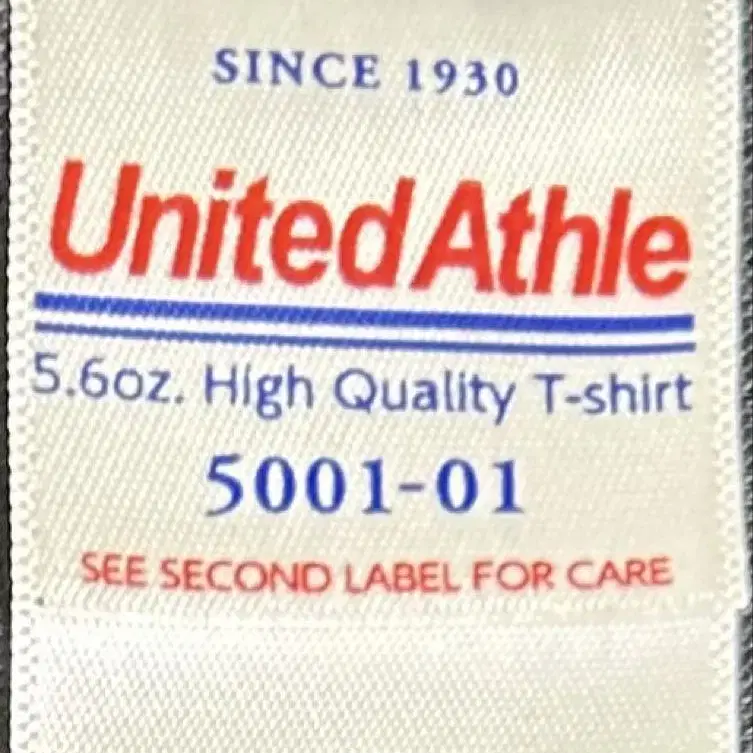 SINCE 1930
United Athle
5.6oz. High Quality T-shirt
5001-01
SEE SECOND LABEL FOR CARE